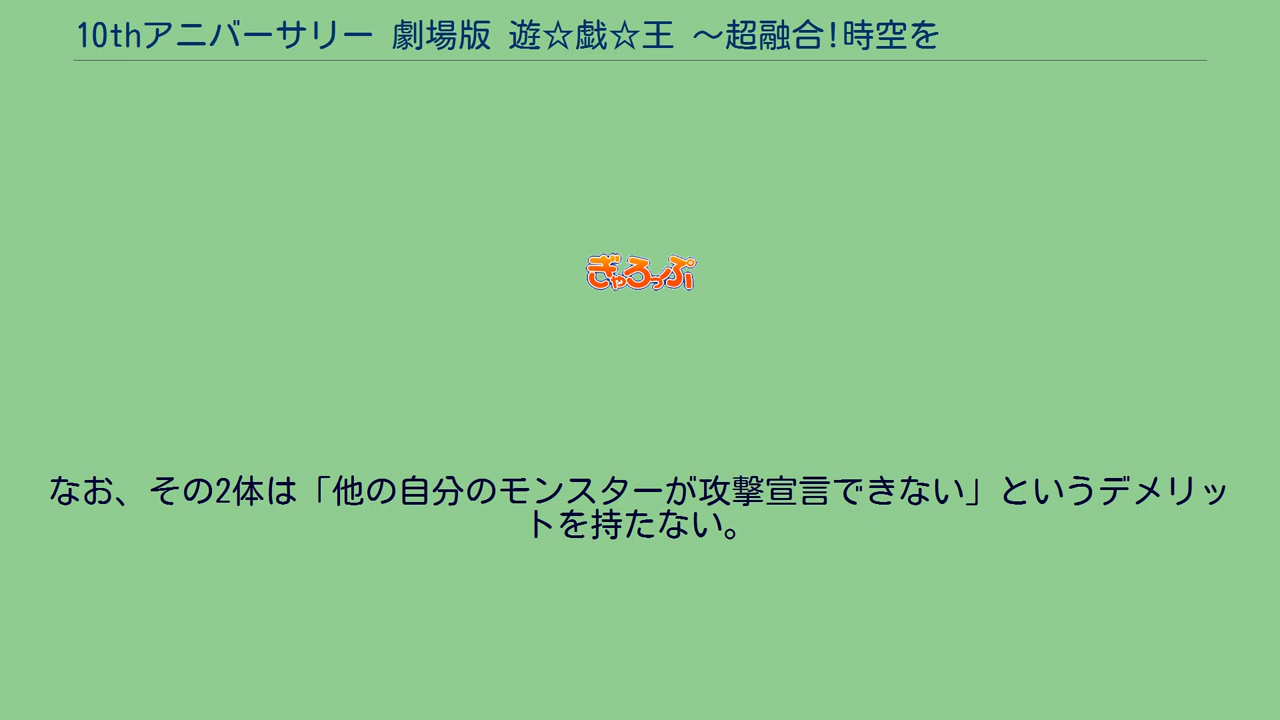 10thアニバーサリー 劇場版 遊☆戯☆王 ～超融合!時空を
ぎゃろっぷ
なお、その2体は「他の自分のモンスターが攻撃宣言できない」というデメリッ
トを持たない。